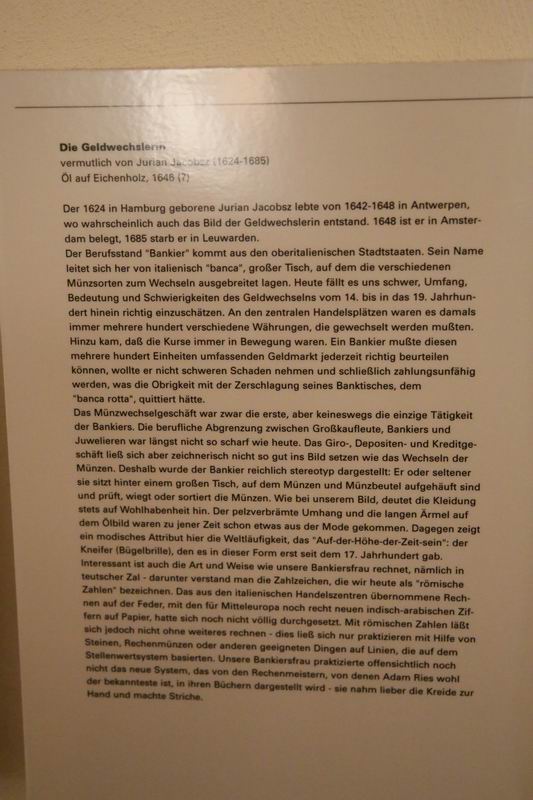 Die Geldwechslerin
vermutlich von Jurian Jacobsz (1624-1685)
Öl auf Eichenholz, 1646 (?)
Der 1624 in Hamburg geborene Jurian Jacobsz lebte von 1642-1648 in Antwerpen,
wo wahrscheinlich auch das Bild der Geldwechslerin entstand. 1648 ist er in Amster-
dam belegt, 1685 starb er in Leuwarden.
Der Berufsstand "Bankier" kommt aus den oberitalienischen Stadtstaaten. Sein Name
leitet sich her von italienisch "banca", großer Tisch, auf dem die verschiedenen
Münzsorten zum Wechseln ausgebreitet lagen. Heute fällt es uns schwer, Umfang,
Bedeutung und Schwierigkeiten des Geldwechselns vom 14. bis in das 19. Jahrhun-
dert hinein richtig einzuschätzen. An den zentralen Handelsplätzen waren es damals
immer mehrere hundert verschiedene Währungen, die gewechselt werden mußten.
Hinzu kam, daß die Kurse immer in Bewegung waren. Ein Bankier mußte diesen
mehrere hundert Einheiten umfassenden Geldmarkt jederzeit richtig beurteilen
können, wollte er nicht schweren Schaden nehmen und schließlich zahlungsunfähig
werden, was die Obrigkeit mit der Zerschlagung seines Banktisches, dem
"banca rotta", quittiert hätte.
Das Münzwechselgeschäft war zwar die erste, aber keineswegs die einzige Tätigkeit
der Bankiers. Die berufliche Abgrenzung zwischen Großkaufleute, Bankiers und
Juwelieren war längst nicht so scharf wie heute. Das Giro-, Depositen- und Kreditge-
schäft ließ sich aber zeichnerisch nicht so gut ins Bild setzen wie das Wechseln der
Münzen. Deshalb wurde der Bankier reichlich stereotyp dargestellt: Er oder seltener
sie sitzt hinter einem großen Tisch, auf dem Münzen und Münzbeutel aufgehäuft sind
und prüft, wiegt oder sortiert die Münzen. Wie bei unserem Bild, deutet die Kleidung
stets auf Wohlhabenheit hin. Der pelzverbrämte Umhang und die langen Ärmel auf
dem Ölbild waren zu jener Zeit schon etwas aus der Mode gekommen. Dagegen zeigt
ein modisches Attribut hier die Weltläufigkeit, das "Auf-der-Höhe-der-Zeit-sein": der
Kneifer (Bügelbrille), den es in dieser Form erst seit dem 17. Jahrhundert gab.
Interessant ist auch die Art und Weise wie unsere Bankiersfrau rechnet, nämlich in
teutscher Zal - darunter verstand man die Zahlzeichen, die wir heute als "römische
Zahlen" bezeichnen. Das aus den italienischen Handelszentren übernommene Rech-
nen auf der Feder, mit den für Mitteleuropa noch recht neuen indisch-arabischen Zif-
fern auf Papier, hatte sich noch nicht völlig durchgesetzt. Mit römischen Zahlen läßt
sich jedoch nicht ohne weiteres rechnen - dies ließ sich nur praktizieren mit Hilfe von
Steinen, Rechenmünzen oder anderen geeigneten Dingen auf Linien, die auf dem
Stellenwertsystem basierten. Unsere Bankiersfrau praktizierte offensichtlich noch
nicht das neue System, das von den Rechenmeistern, von denen Adam Ries wohl
der bekannteste ist, in ihren Büchern dargestellt wird - sie nahm lieber die Kreide zur
Hand und machte Striche.